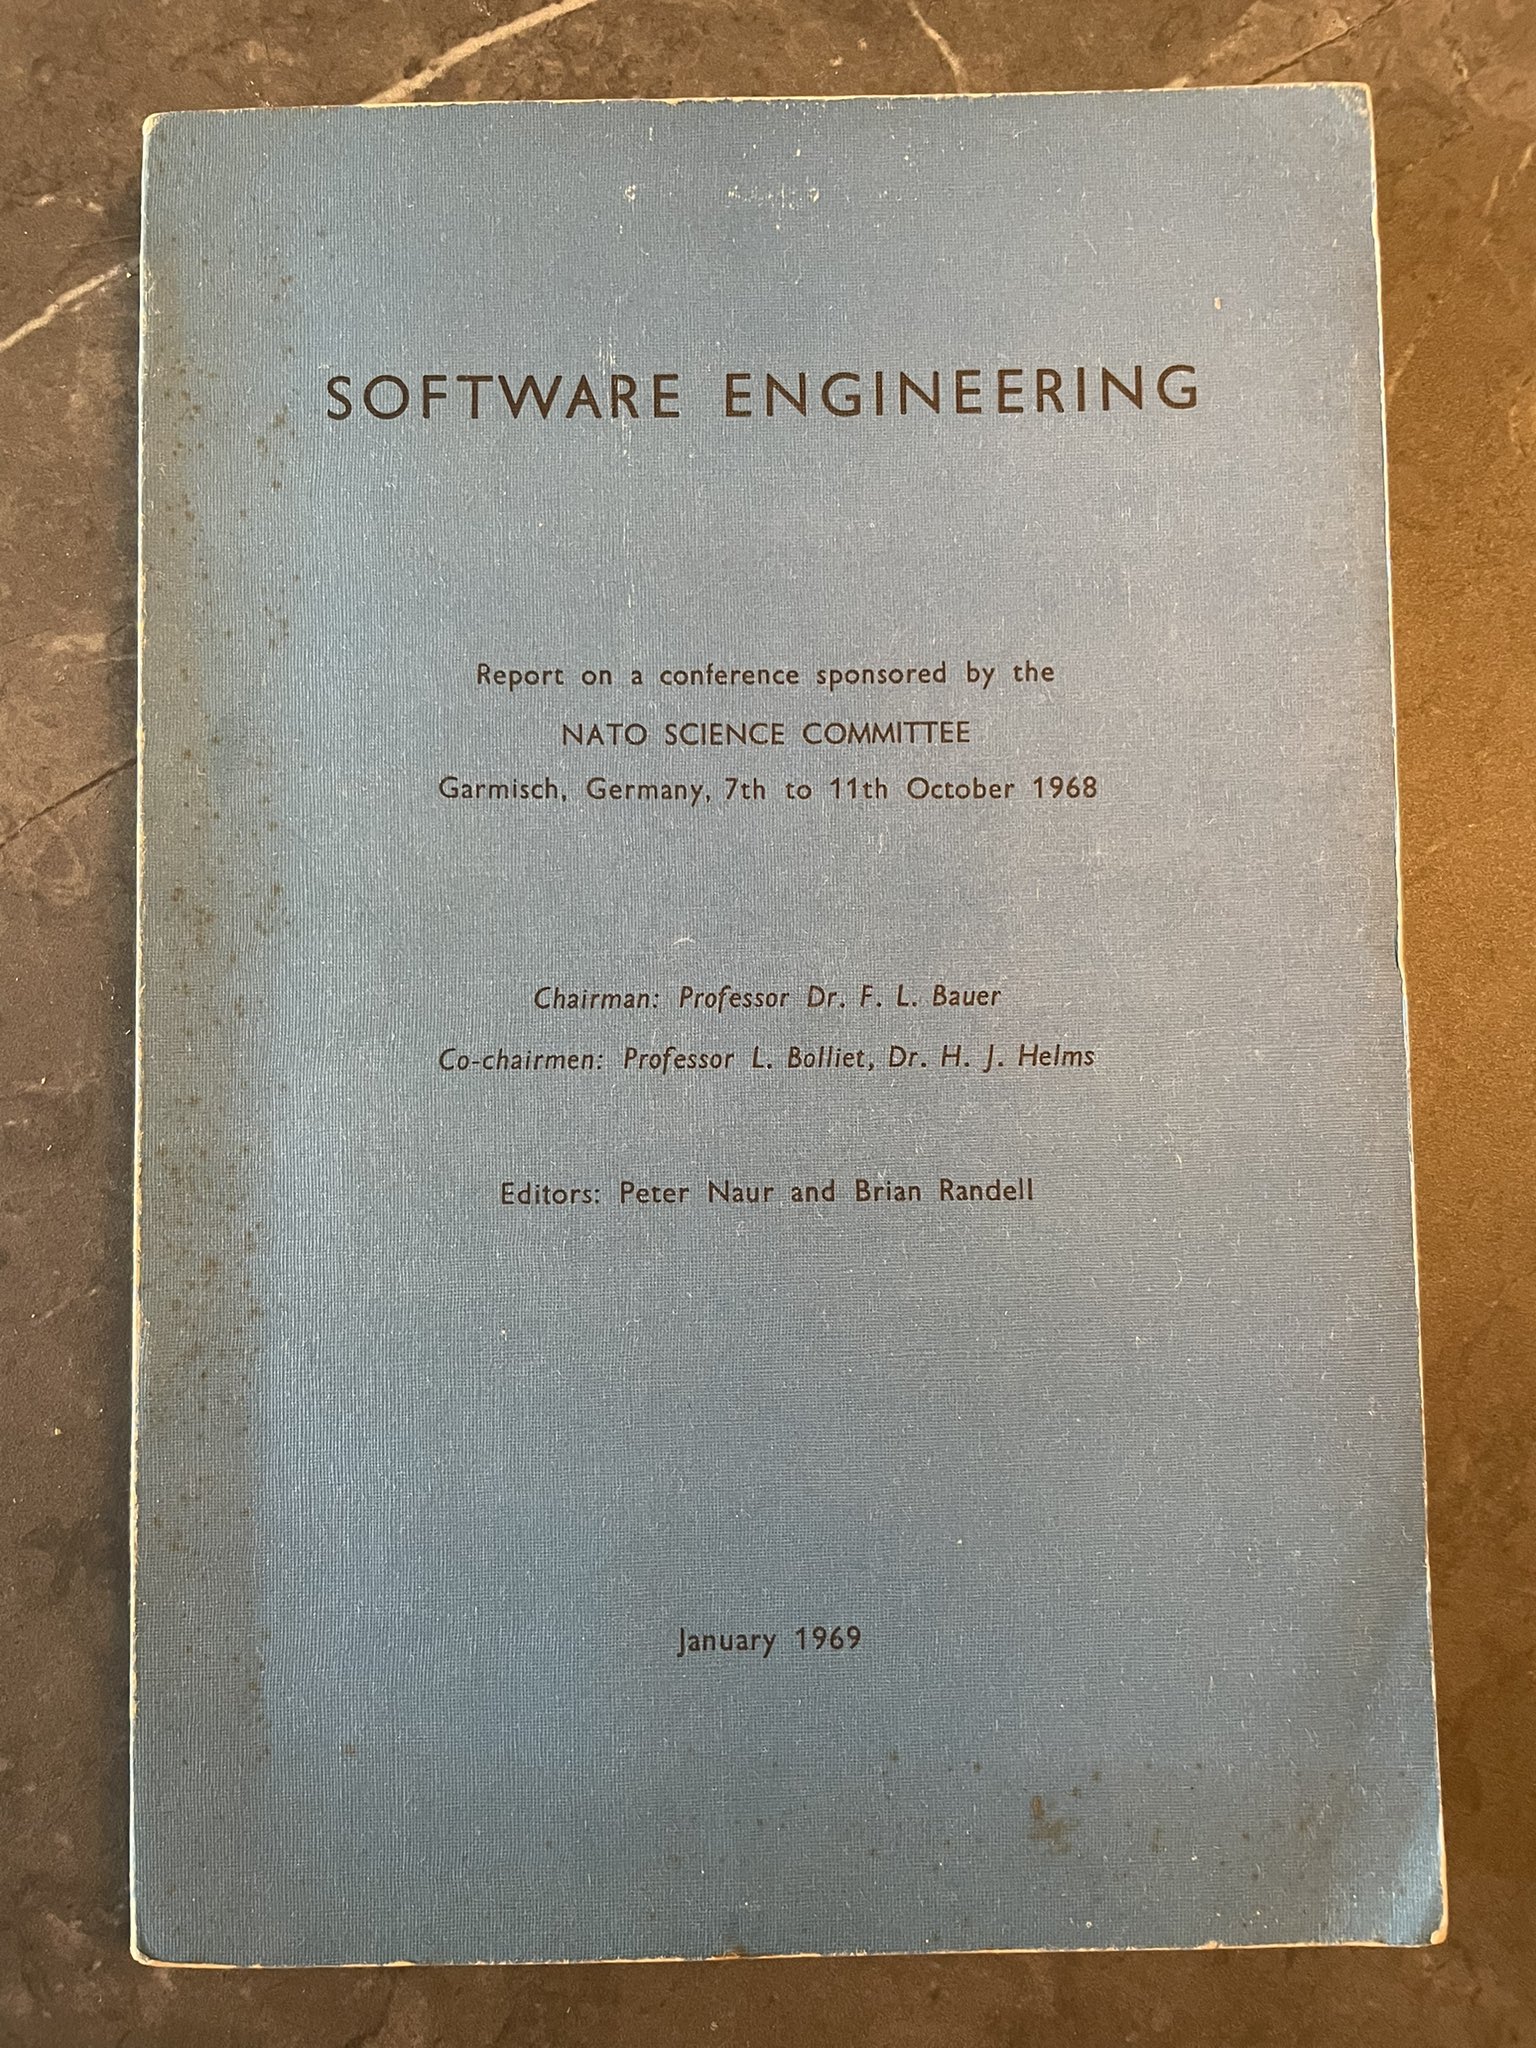 SOFTWARE ENGINEERING
Report on a conference sponsored by the
NATO SCIENCE COMMITTEE
Garmisch, Germany, 7th to 11th October 1968
Chairman: Professor Dr. F. L. Bauer
Co-chairmen: Professor L. Bolliet, Dr. H. J. Helms
Editors: Peter Naur and Brian Randell
January 1969